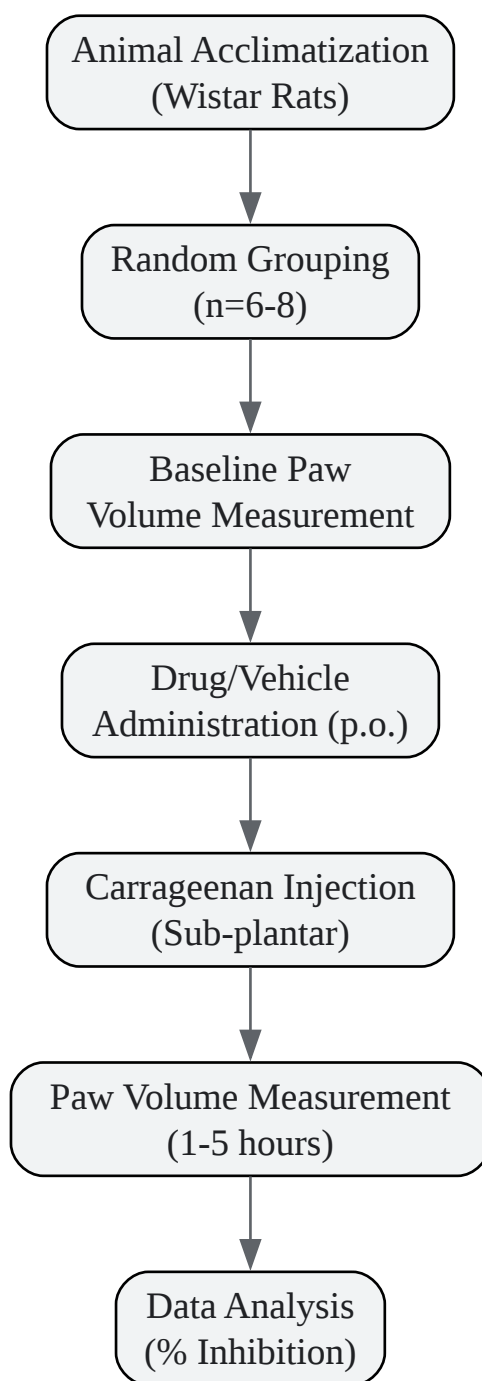 Animal Acclimatization
(Wistar Rats)
Random Grouping
(n=6-8)
Baseline Paw
Volume Measurement
Drug/Vehicle
Administration (p.o.)
Carrageenan Injection
(Sub-plantar)
Paw Volume Measurement
(1-5 hours)
Data Analysis
(% Inhibition)